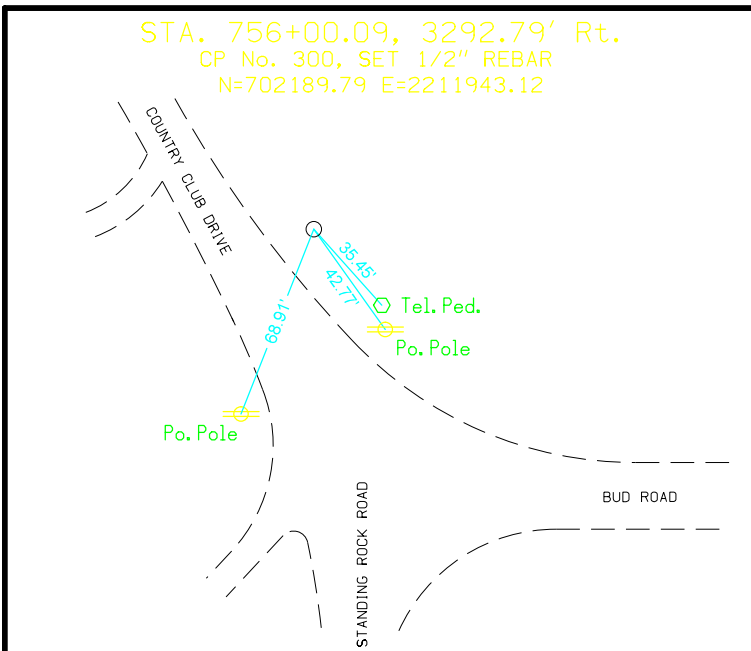 STA. 756+00.09, 3292.79' Rt.
CP No. 300, SET 1/2" REBAR
N=702189.79 E=2211943.12
COUNTRY CLUB DRIVE
35.45'
42.77'
68.91'
Tel. Ped.
Po. Pole
Po. Pole
BUD ROAD
STANDING ROCK ROAD